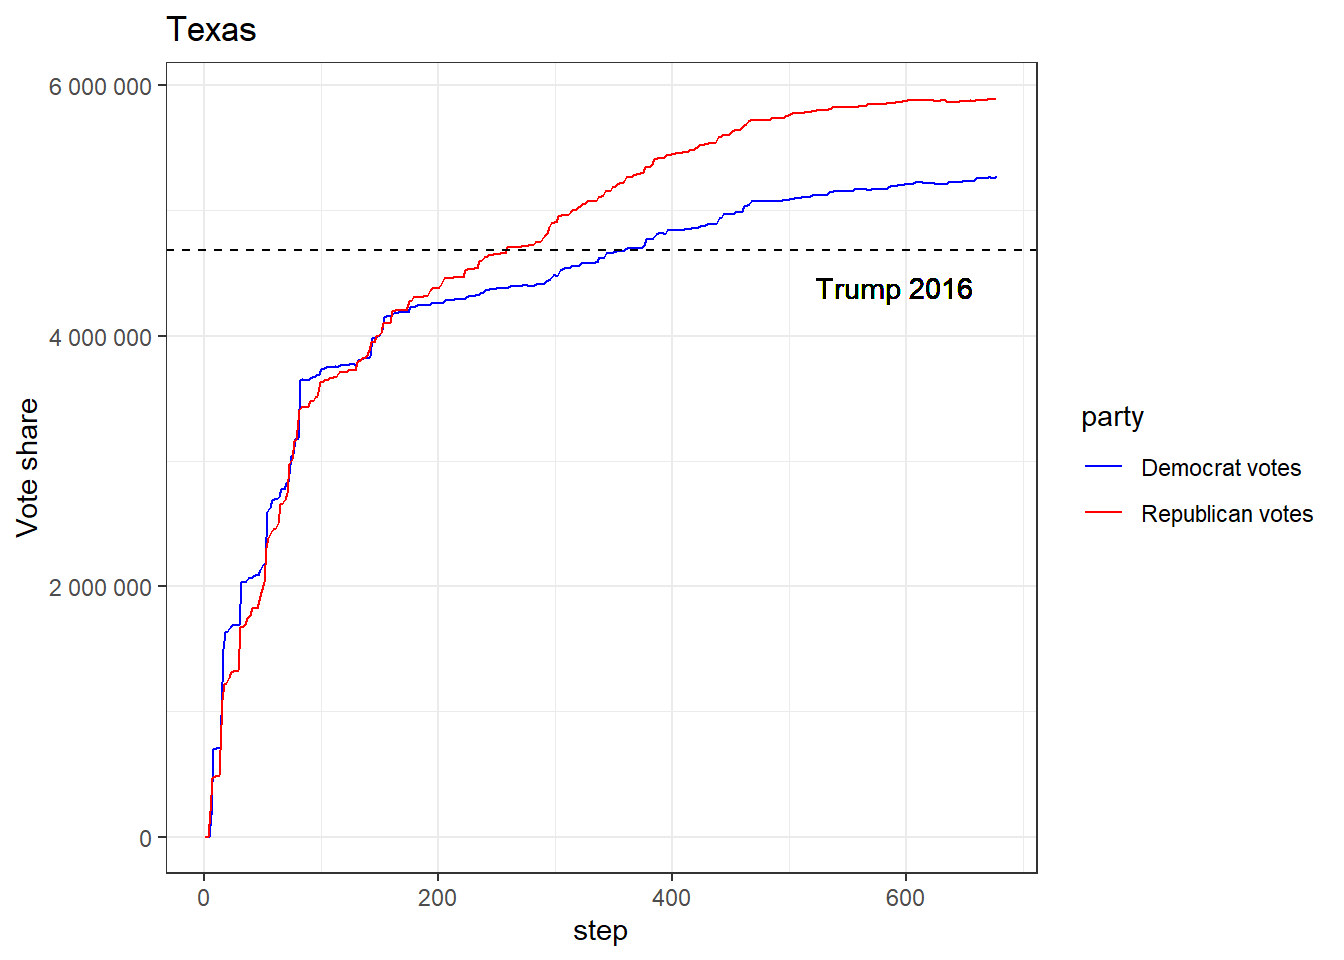 Texas
6 000 000
4 000 000
2 000 000
0
Vote share
Trump 2016
0 200 400 600
step
party
Democrat votes
Republican votes